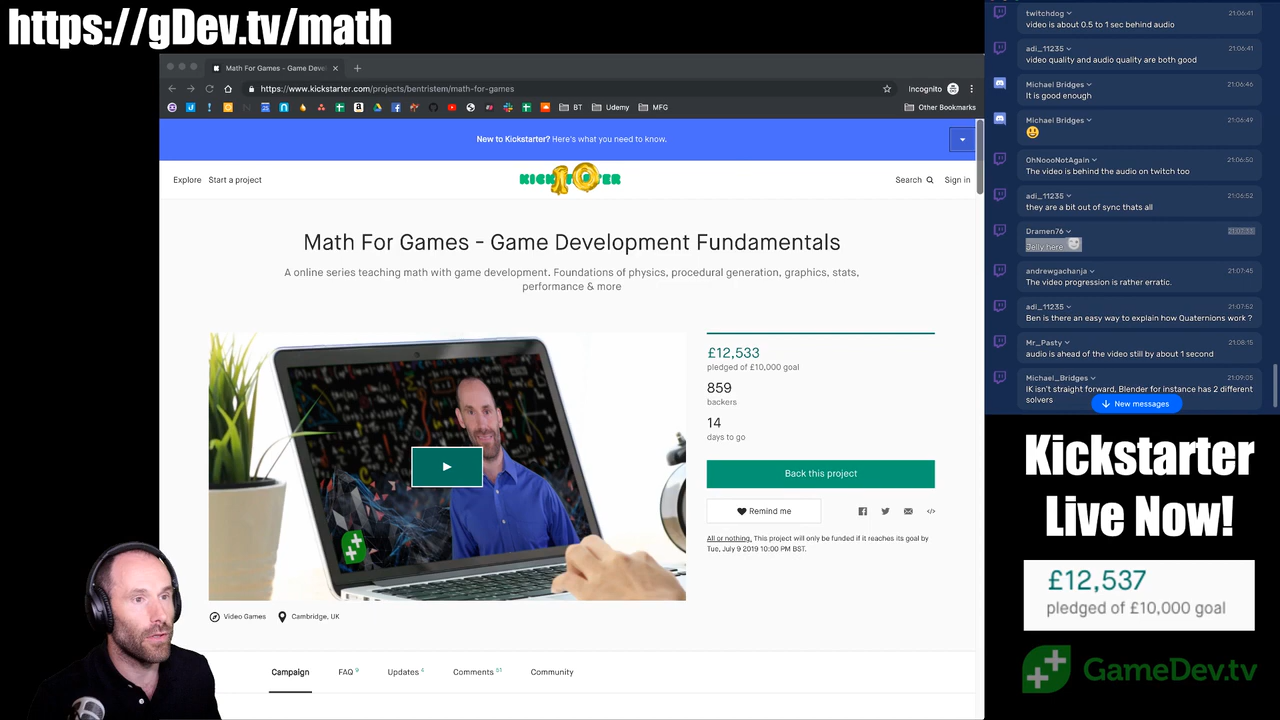 https://gDev.tv/math
Math For Games - Game Devel
https://www.kickstarter.com/projects/bentristem/math-for-games
Incognito
BT
Udemy
MFG
Other Bookmarks
New to Kickstarter? Here's what you need to know.
Explore
Start a project
Search
Sign in
Math For Games - Game Development Fundamentals
A online series teaching math with game development. Foundations of physics, procedural generation, graphics, stats,
performance & more
£12,533
pledged of £10,000 goal
859
backers
14
days to go
Back this project
Remind me
All or nothing. This project will only be funded if it reaches its goal by
Tue, July 9 2019 10:00 PM BST.
Video Games
Cambridge, UK
Campaign
FAQ 9
Updates 4
Comments 51
Community
twitchdog
21:06:41
video is about 0.5 to 1 sec behind audio
adi_11235
21:06:41
video quality and audio quality are both good
Michael Bridges
21:06:46
It is good enough
Michael Bridges
21:06:49
OhNoooNotAgain
21:06:50
The video is behind the audio on twitch too
adi_11235
21:06:52
they are a bit out of sync thats all
Dramen76
Jelly here
andrewgachanja
21:07:45
The video progression is rather erratic.
adi_11235
21:07:52
Ben is there an easy way to explain how Quaternions work ?
Mr_Pasty
21:08:15
audio is ahead of the video still by about 1 second
Michael_Bridges
21:09:05
IK isn't straight forward, Blender for instance has 2 different
solvers
New messages
Kickstarter
Live Now!
£12,537
pledged of £10,000 goal
GameDev.tv